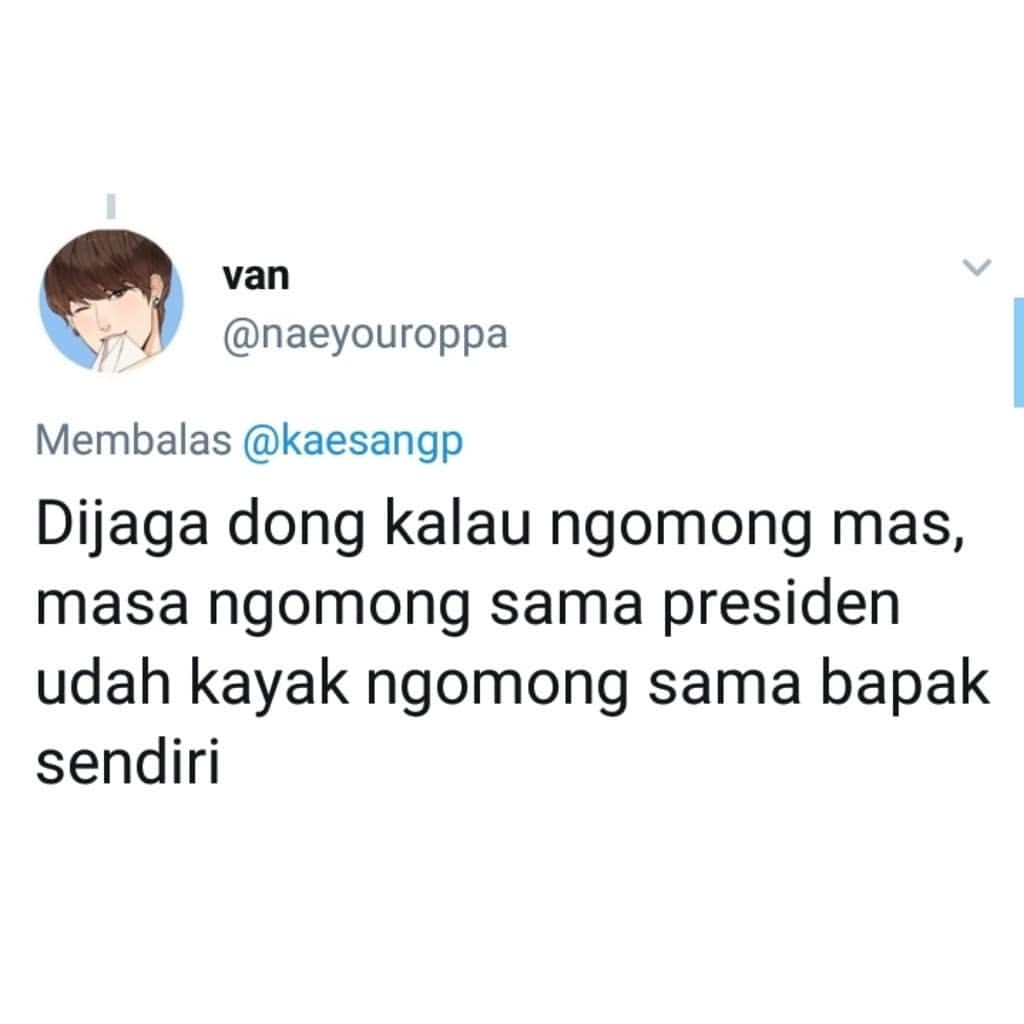 van
@naeyouroppa
Membalas @kaesangp
Dijaga dong kalau ngomong mas,
masa ngomong sama presiden
udah kayak ngomong sama bapak
sendiri